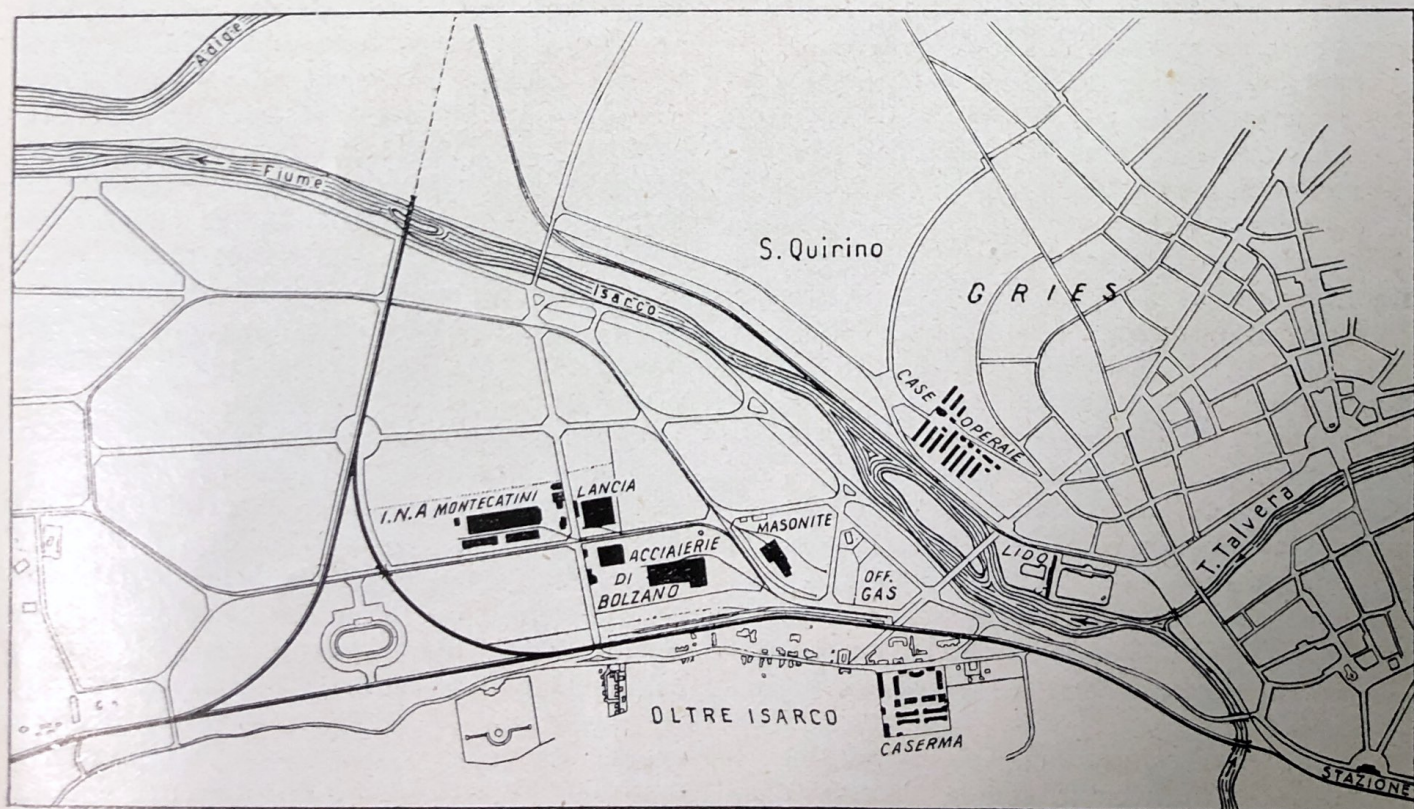 Adige
Fiume
Isarco
S. Quirino
GRIES
CASE OPERAIE
I.N.A MONTECATINI
LANCIA
MASONITE
ACCIAIERIE
DI
BOLZANO
OFF.
GAS
LIDO
T. Talvera
OLTRE ISARCO
CASERMA
STAZIONE